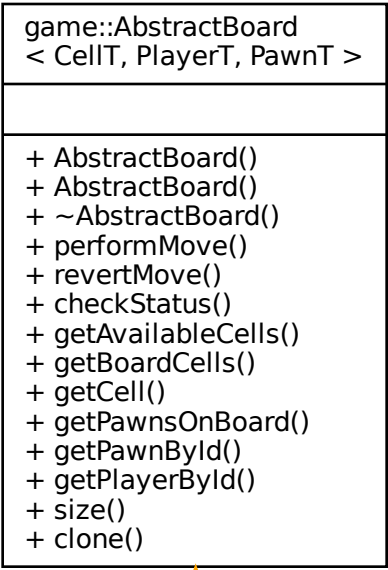 game::AbstractBoard
< CellT, PlayerT, PawnT >
+ AbstractBoard()
+ AbstractBoard()
+ ~AbstractBoard()
+ performMove()
+ revertMove()
+ checkStatus()
+ getAvailableCells()
+ getBoardCells()
+ getCell()
+ getPawnsOnBoard()
+ getPawnById()
+ getPlayerById()
+ size()
+ clone()